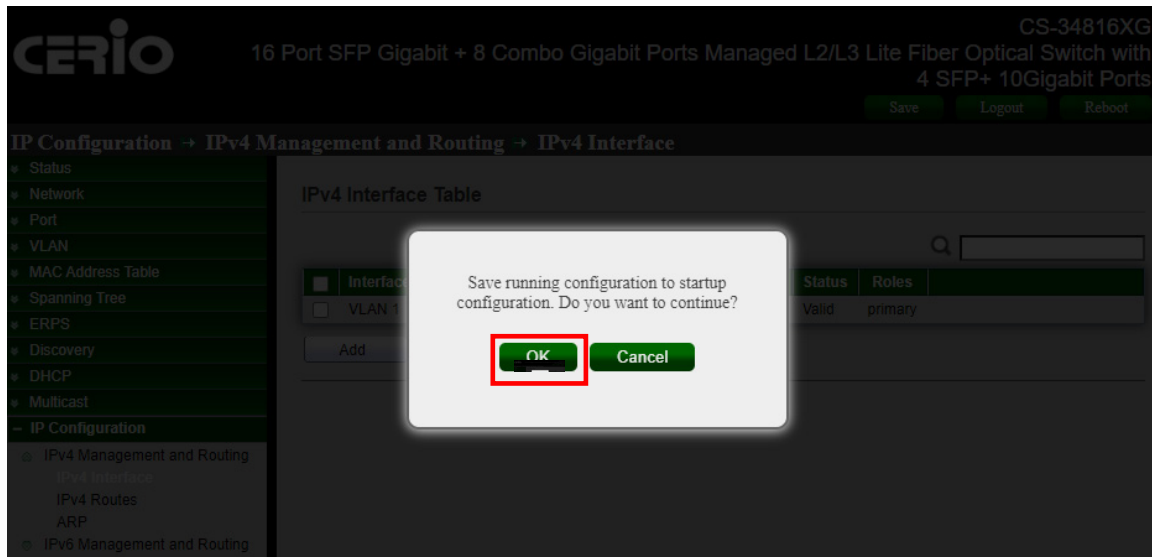 CERIO
CS-34816XG
16 Port SFP Gigabit + 8 Combo Gigabit Ports Managed L2/L3 Lite Fiber Optical Switch with
4 SFP+ 10Gigabit Ports
Save Logout Reboot
IP Configuration → IPv4 Management and Routing → IPv4 Interface
Status
Network
Port
VLAN
MAC Address Table
Spanning Tree
ERPS
Discovery
DHCP
Multicast
IP Configuration
IPv4 Management and Routing
IPv4 Interface
IPv4 Routes
ARP
IPv6 Management and Routing
IPv4 Interface Table
Status Roles
VLAN 1 Valid primary
Add
Save running configuration to startup
configuration. Do you want to continue?
OK Cancel